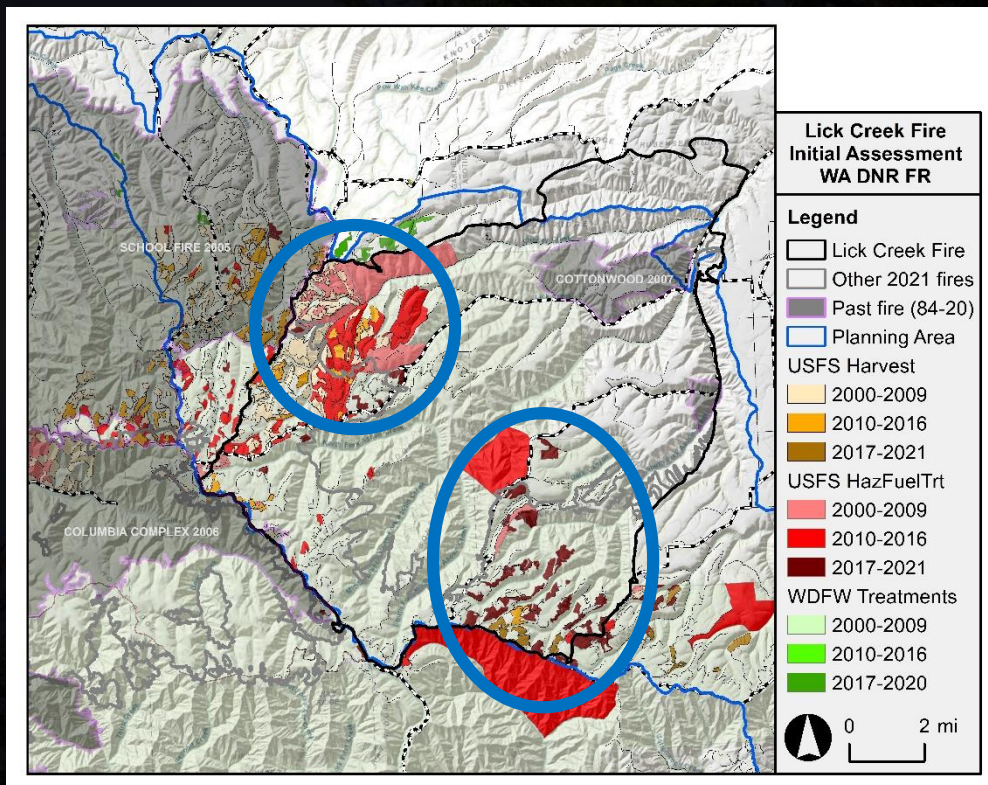 KNOTGRA
SCHOOL FIRE 2005
COTTONWOOD 2007
COLUMBIA COMPLEX 2006
Lick Creek Fire
Initial Assessment
WA DNR FR
Legend
Lick Creek Fire
Other 2021 fires
Past fire (84-20)
Planning Area
USFS Harvest
2000-2009
2010-2016
2017-2021
USFS HazFuelTrt
2000-2009
2010-2016
2017-2021
WDFW Treatments
2000-2009
2010-2016
2017-2020
0 2 mi